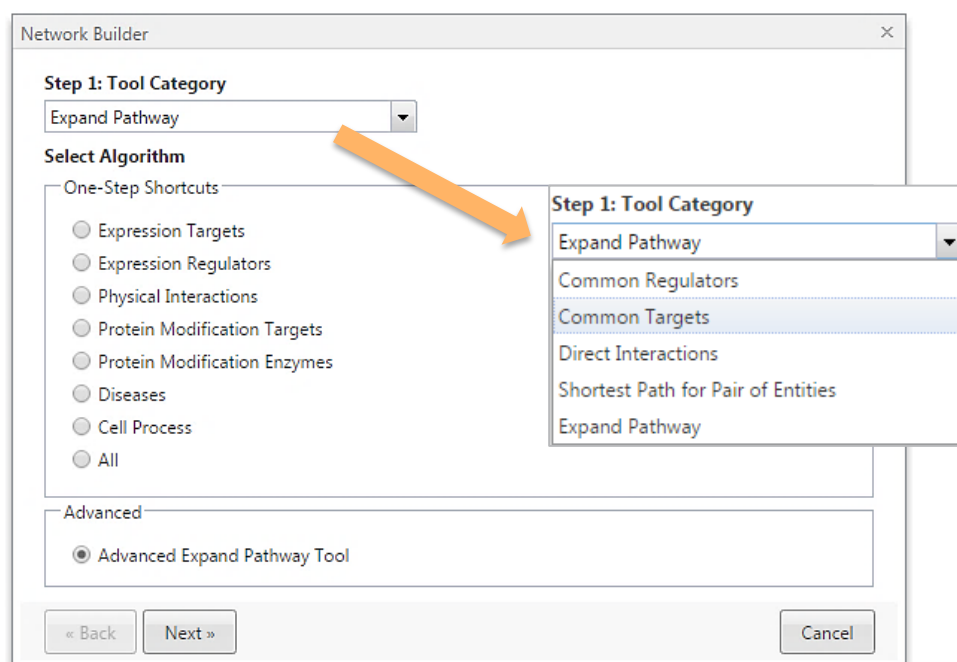 Network Builder
Step 1: Tool Category
Expand Pathway
Select Algorithm
One-Step Shortcuts
Expression Targets
Expression Regulators
Physical Interactions
Protein Modification Targets
Protein Modification Enzymes
Diseases
Cell Process
All
Step 1: Tool Category
Expand Pathway
Common Regulators
Common Targets
Direct Interactions
Shortest Path for Pair of Entities
Expand Pathway
Advanced
Advanced Expand Pathway Tool
« Back
Next »
Cancel